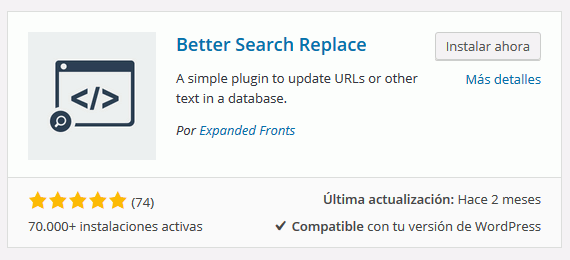 Better Search Replace
Instalar ahora
A simple plugin to update URLs or other
Más detalles
text in a database.
Por Expanded Fronts
(74)
Última actualización: Hace 2 meses
70.000+ instalaciones activas
Compatible con tu versión de WordPress